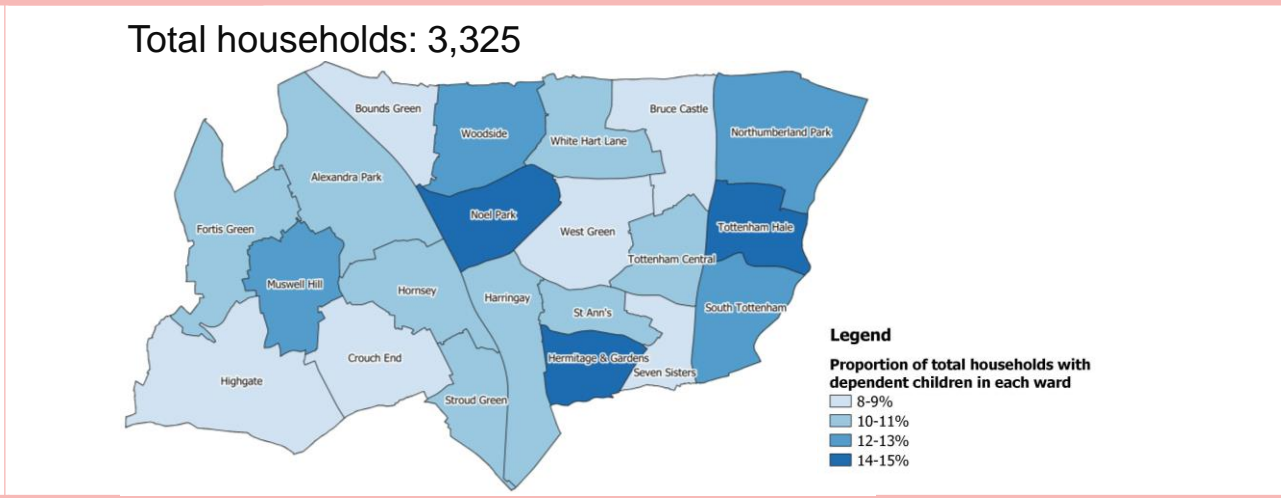 Total households: 3,325
Bounds Green
Bruce Castle
Woodside
Northumberland Park
White Hart Lane
Alexandra Park
Noel Park
Fortis Green
West Green
Tottenham Hale
Tottenham Central
Muswell Hill
Hornsey
Harringay
St Ann's
South Tottenham
Crouch End
Hermitage & Gardens
Seven Sisters
Highgate
Stroud Green
Legend
Proportion of total households with
dependent children in each ward
8-9%
10-11%
12-13%
14-15%